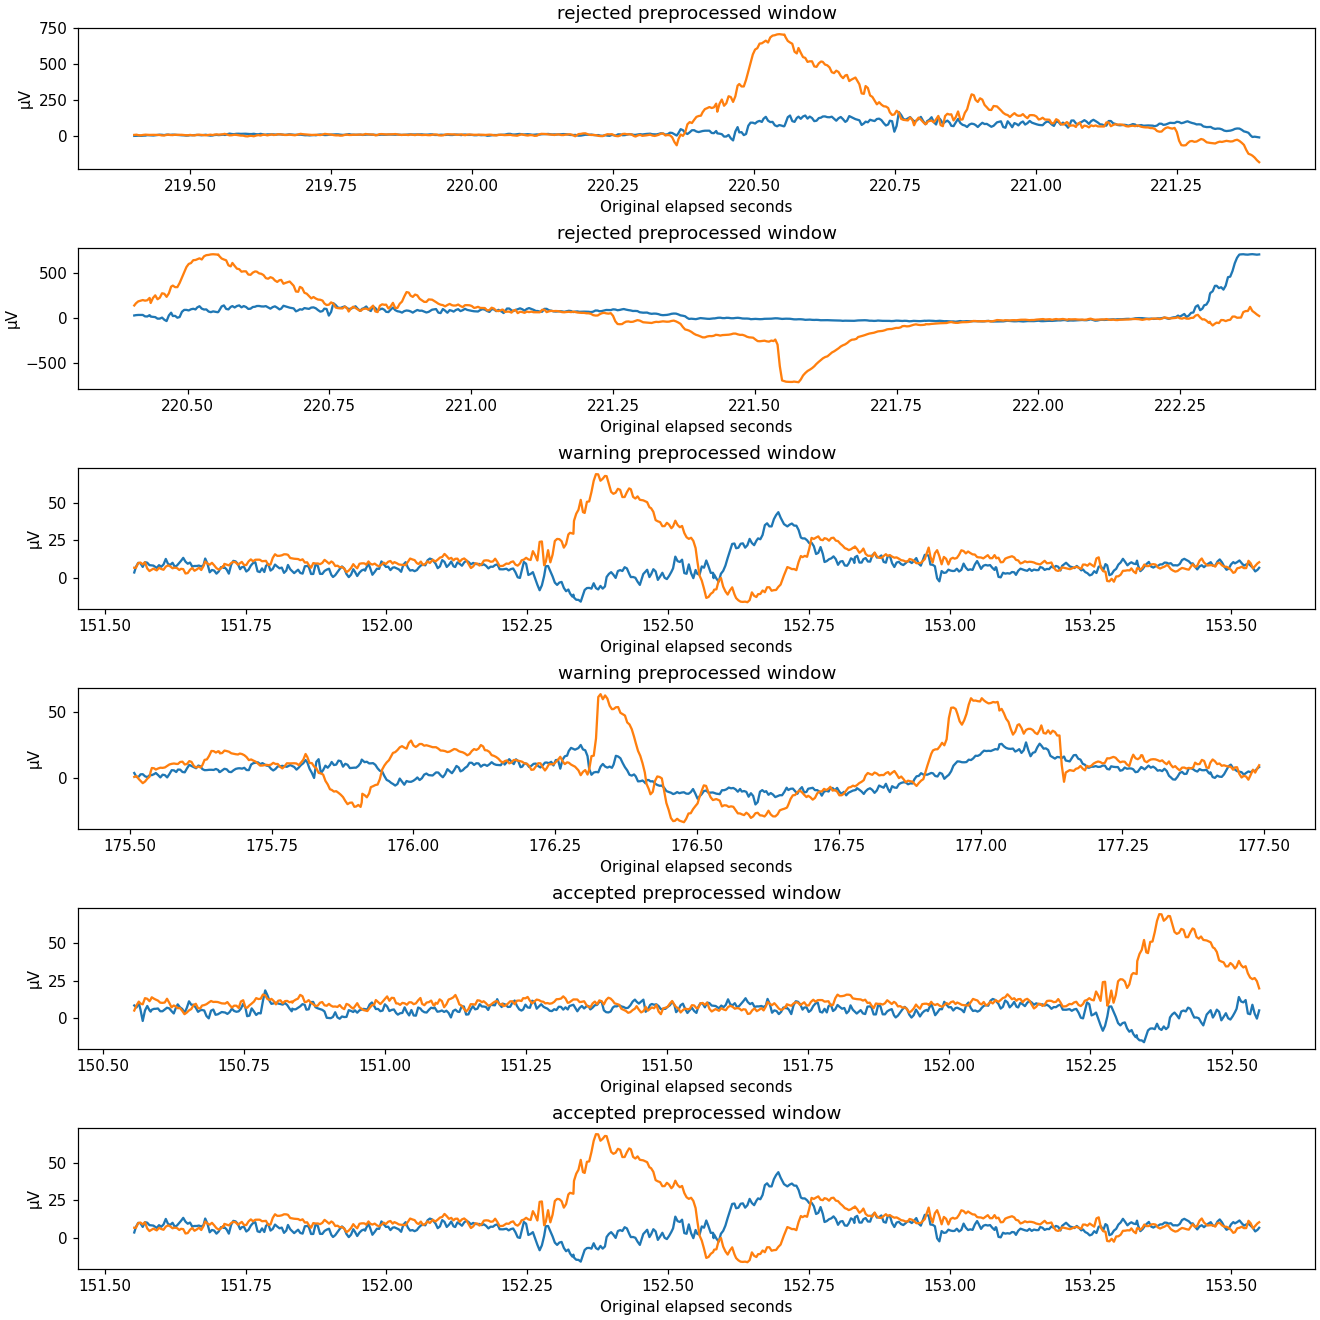 rejected preprocessed window
750
500
250
0
µV
219.50 219.75 220.00 220.25 220.50 220.75 221.00 221.25
Original elapsed seconds
rejected preprocessed window
500
0
−500
µV
220.50 220.75 221.00 221.25 221.50 221.75 222.00 222.25
Original elapsed seconds
warning preprocessed window
50
25
0
µV
151.50 151.75 152.00 152.25 152.50 152.75 153.00 153.25 153.50
Original elapsed seconds
warning preprocessed window
50
0
µV
175.50 175.75 176.00 176.25 176.50 176.75 177.00 177.25 177.50
Original elapsed seconds
accepted preprocessed window
50
25
0
µV
150.50 150.75 151.00 151.25 151.50 151.75 152.00 152.25 152.50
Original elapsed seconds
accepted preprocessed window
50
25
0
µV
151.50 151.75 152.00 152.25 152.50 152.75 153.00 153.25 153.50
Original elapsed seconds